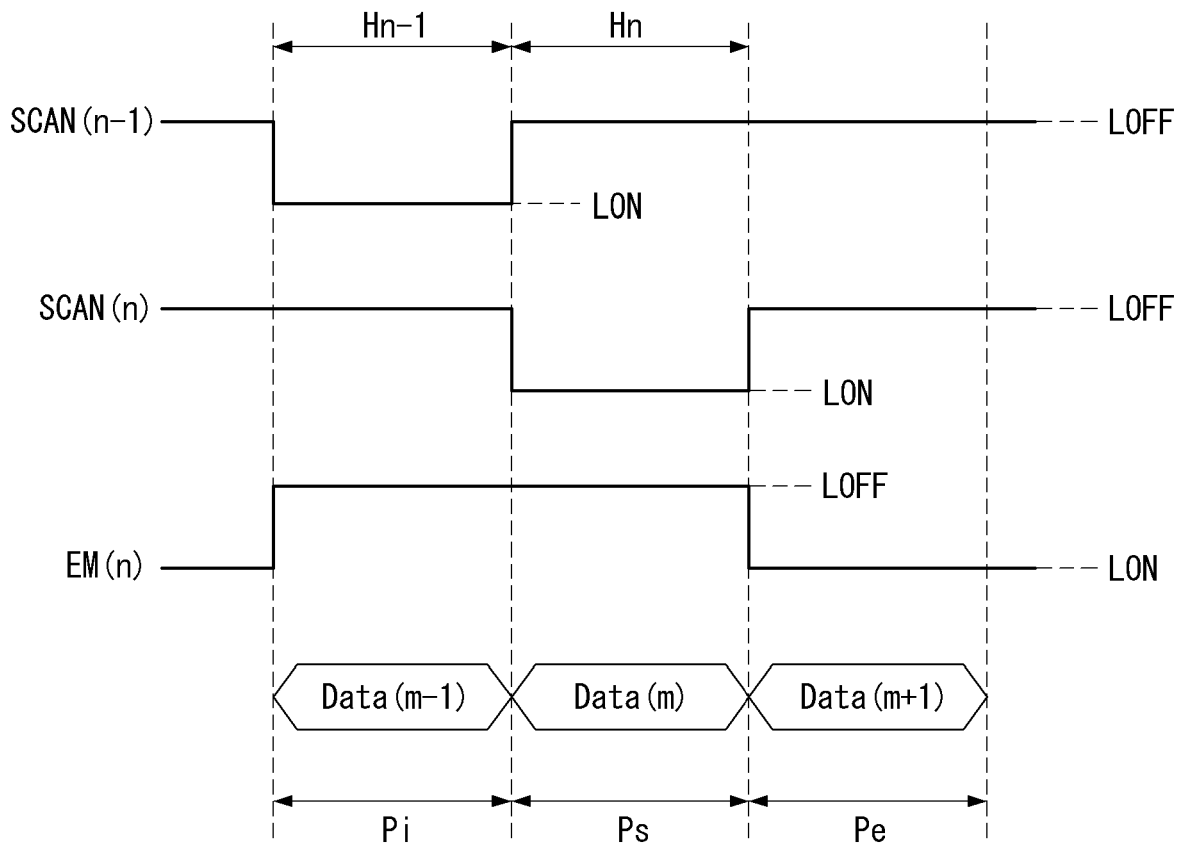 Hn-1 Hn
SCAN(n-1) LOFF
LON
SCAN(n) LOFF
LON
LOFF
EM(n) LON
Data(m-1) Data(m) Data(m+1)
Pi Ps Pe